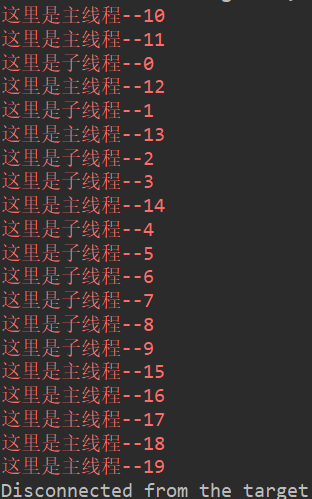 这里是主线程--10
这里是主线程--11
这里是子线程--0
这里是主线程--12
这里是子线程--1
这里是主线程--13
这里是子线程--2
这里是子线程--3
这里是主线程--14
这里是子线程--4
这里是子线程--5
这里是子线程--6
这里是子线程--7
这里是子线程--8
这里是子线程--9
这里是主线程--15
这里是主线程--16
这里是主线程--17
这里是主线程--18
这里是主线程--19
Disconnected from the target